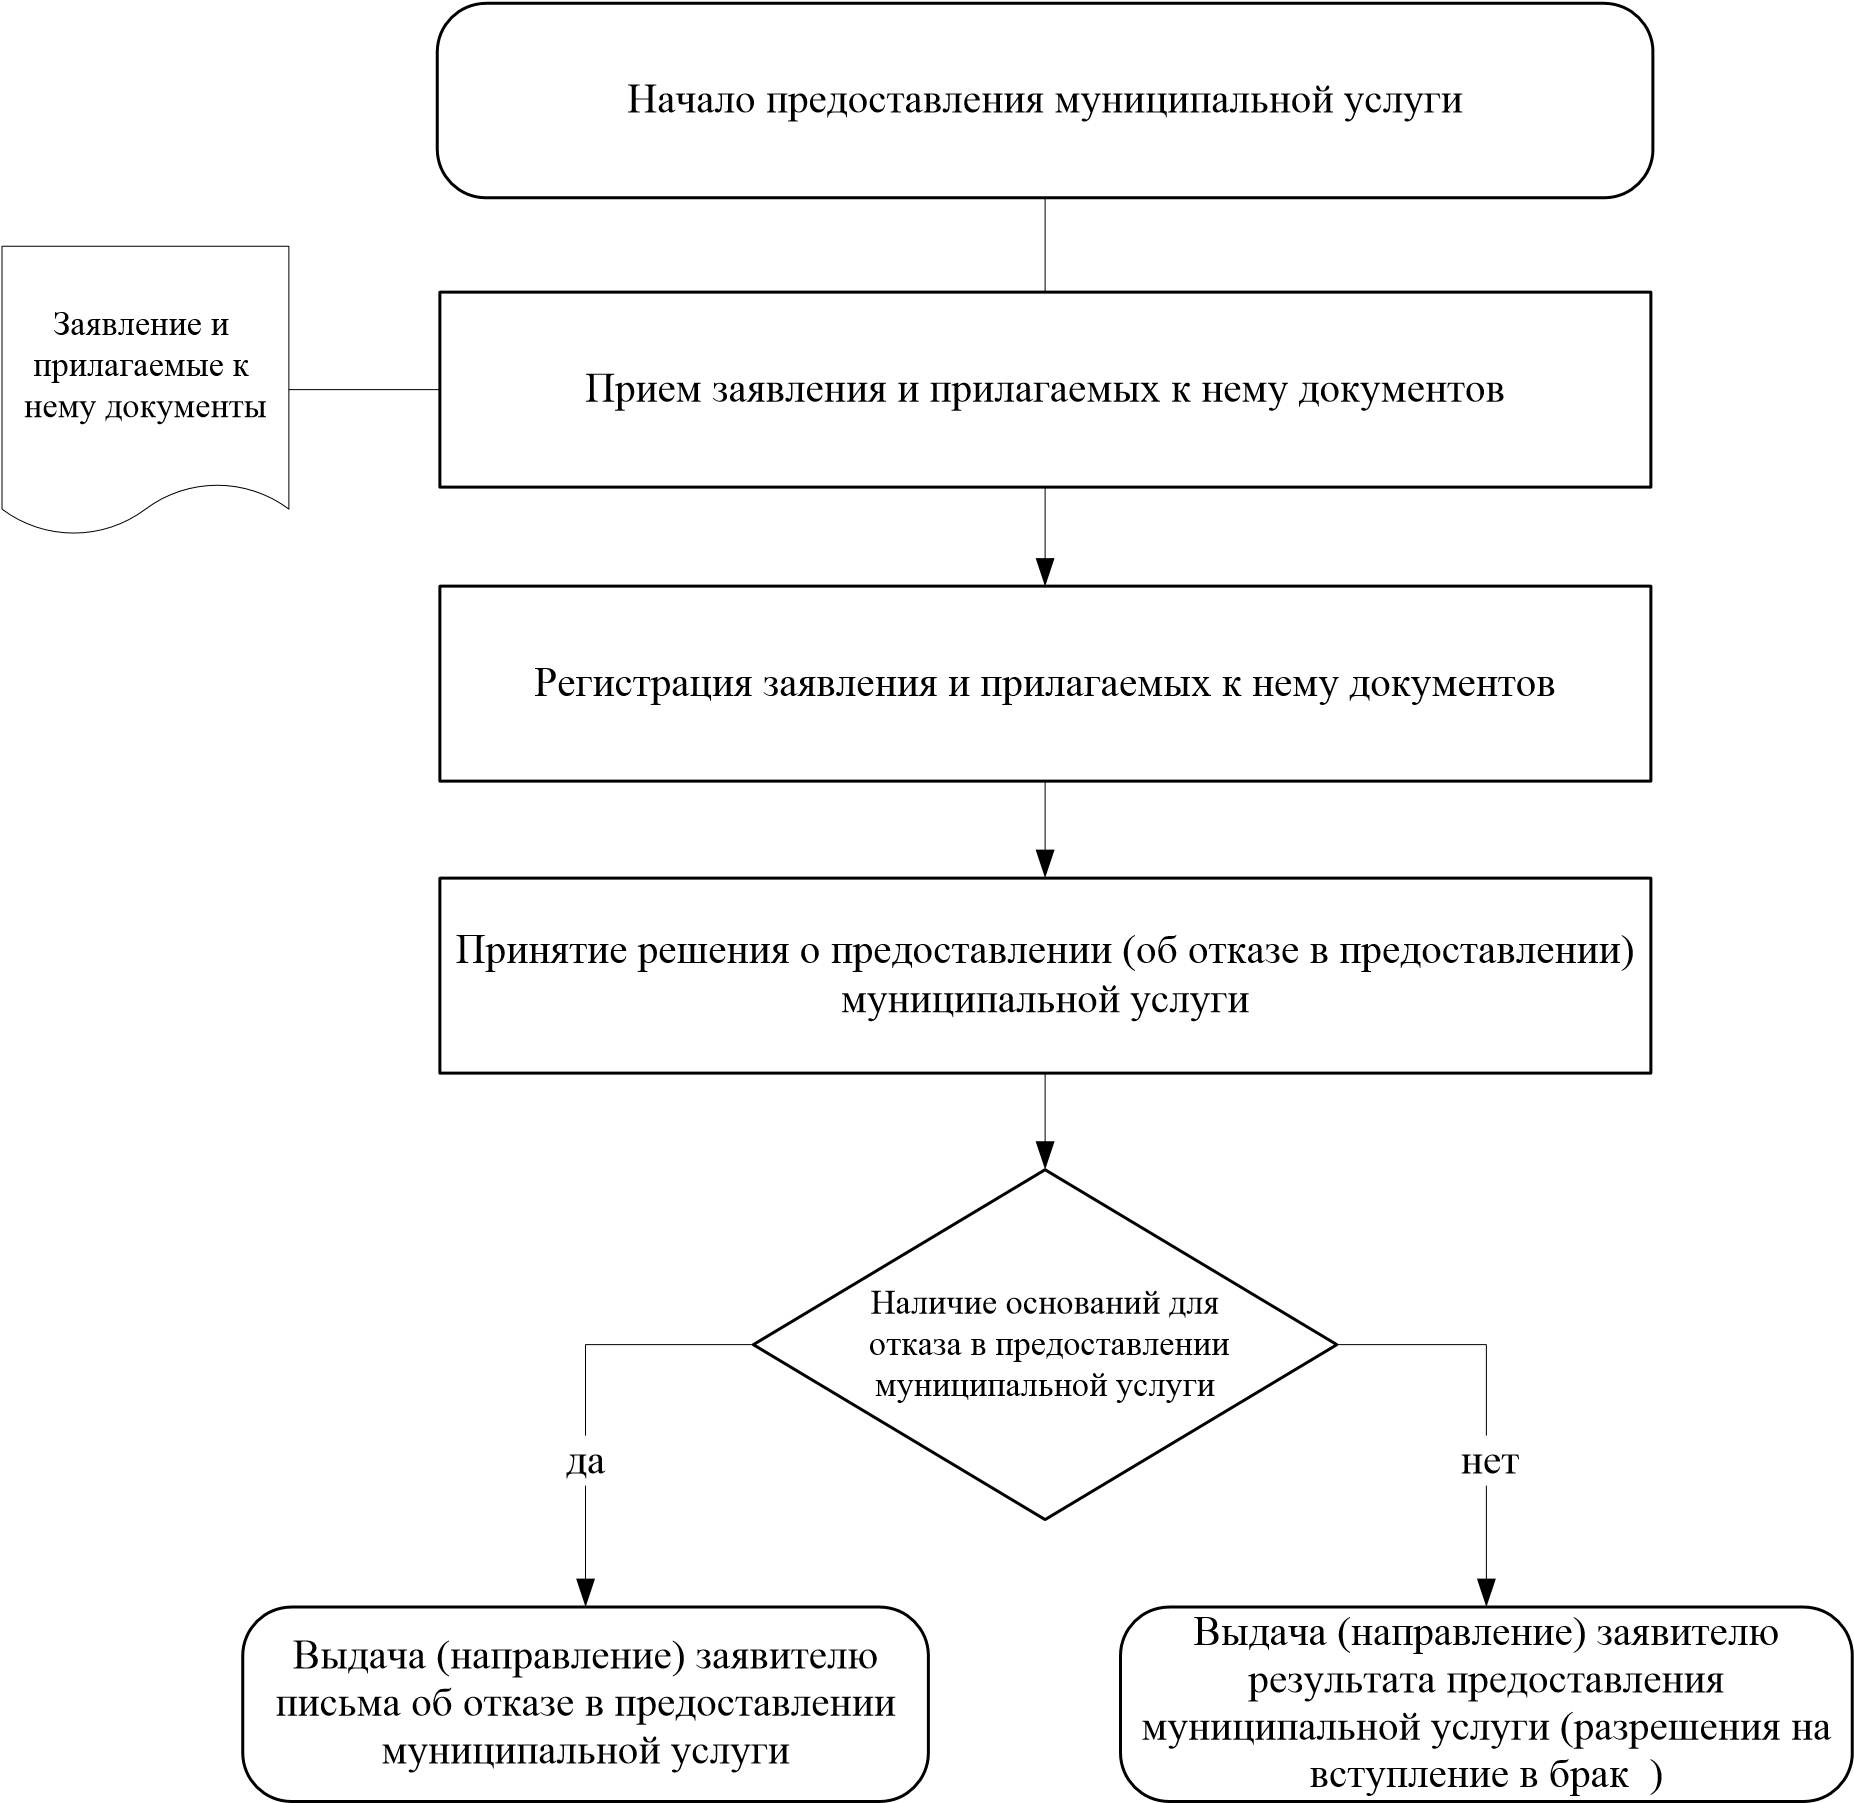 Начало предоставления муниципальной услуги
Заявление и
прилагаемые к
нему документы
Прием заявления и прилагаемых к нему документов
Регистрация заявления и прилагаемых к нему документов
Принятие решения о предоставлении (об отказе в предоставлении)
муниципальной услуги
Наличие оснований для
отказа в предоставлении
муниципальной услуги
да
нет
Выдача (направление) заявителю
письма об отказе в предоставлении
муниципальной услуги
Выдача (направление) заявителю
результата предоставления
муниципальной услуги (разрешения на
вступление в брак  )